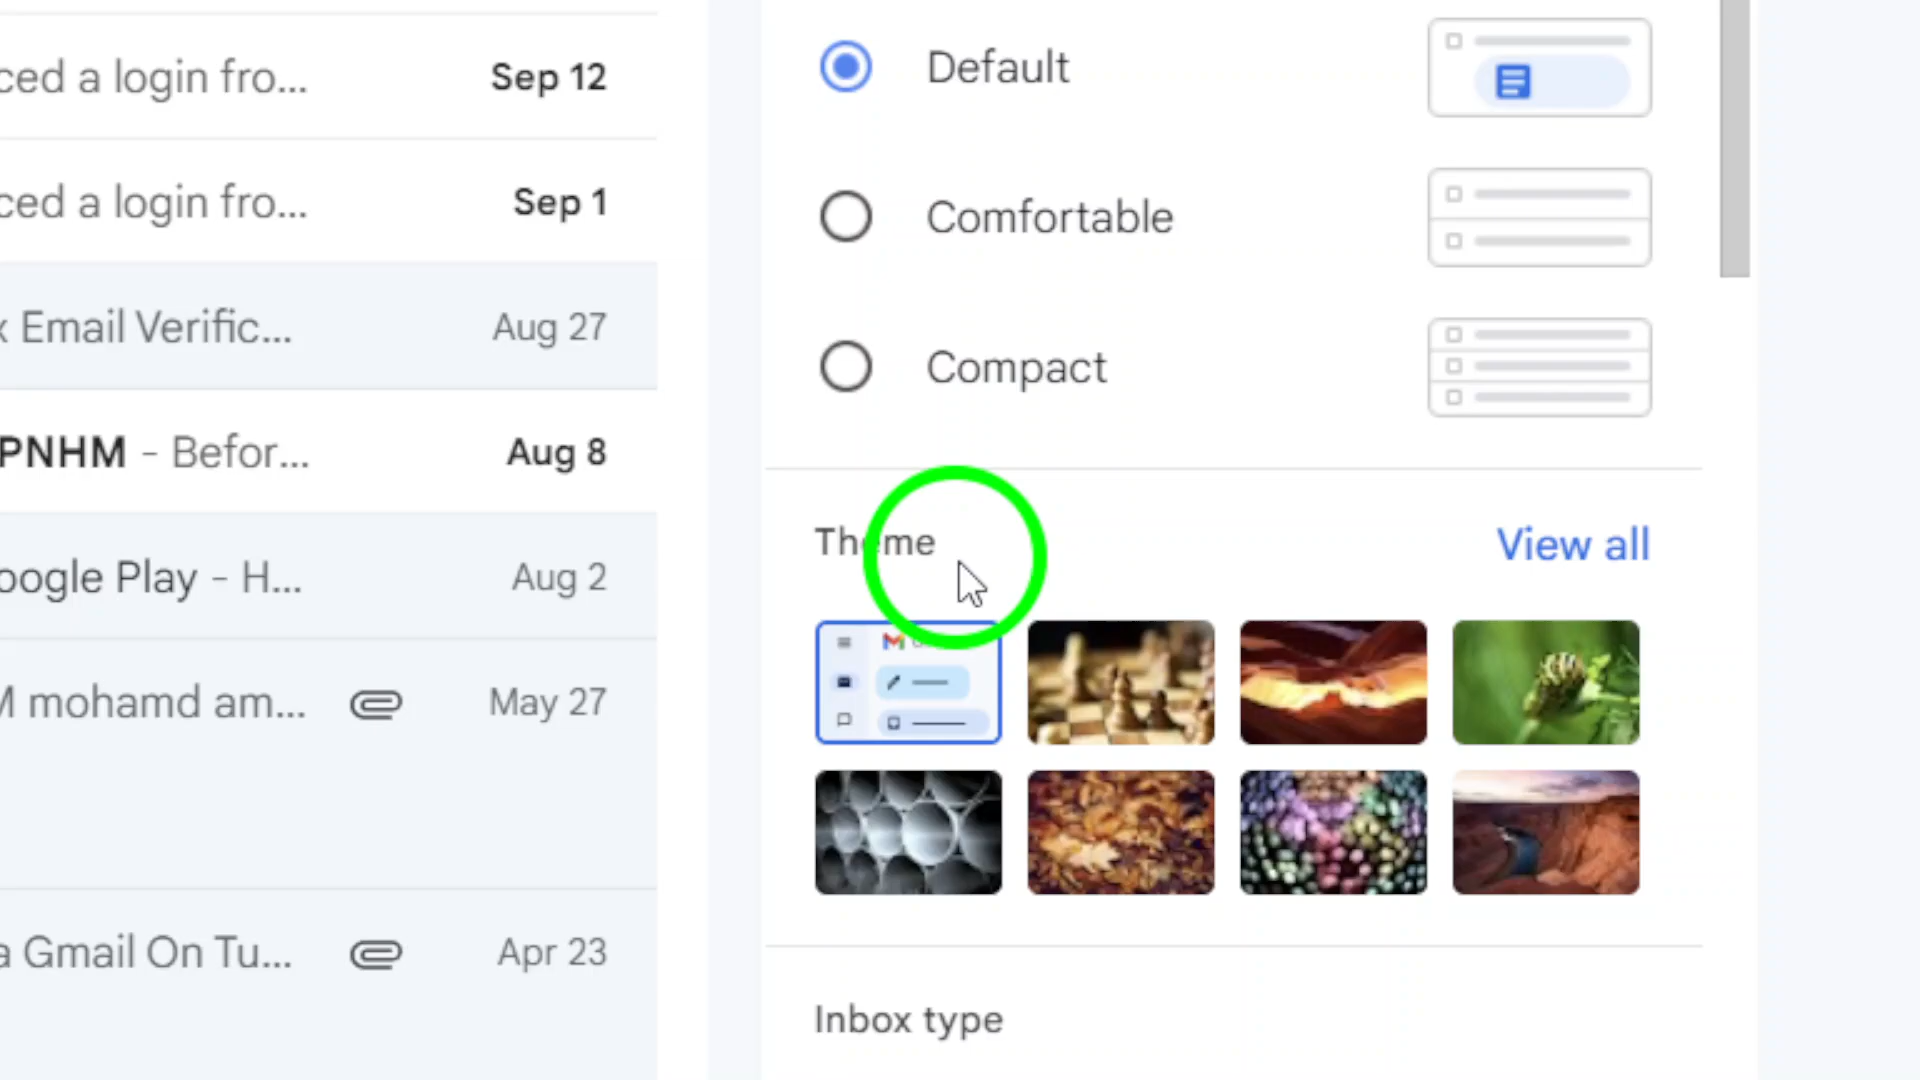 ced a login fro... Sep 12
ced a login fro... Sep 1
x Email Verific... Aug 27
PNHM - Befor... Aug 8
oogle Play - H... Aug 2
M mohamd am... May 27
a Gmail On Tu... Apr 23
Default
Comfortable
Compact
Theme View all
Inbox type